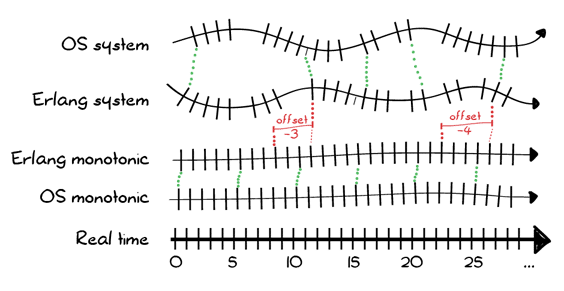 OS system
Erlang system
offset
-3
offset
-4
Erlang monotonic
OS monotonic
Real time
0 5 10 15 20 25 ...